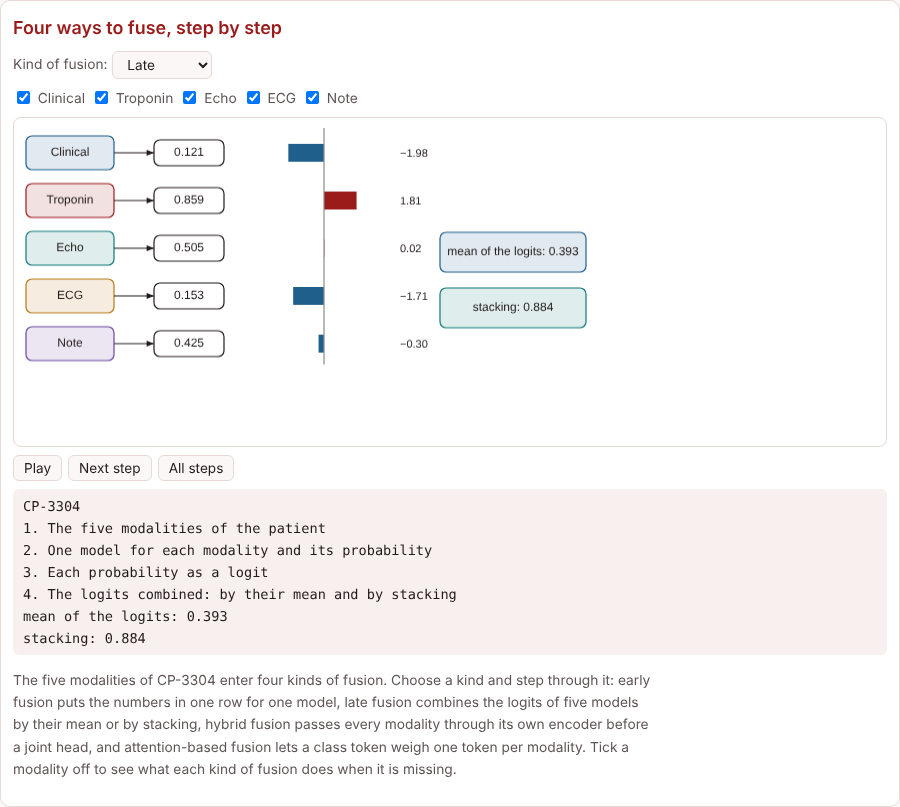 Four ways to fuse, step by step
Kind of fusion: Late
Clinical Troponin Echo ECG Note
Clinical 0.121 −1.98
Troponin 0.859 1.81
Echo 0.505 0.02
mean of the logits: 0.393
ECG 0.153 −1.71
stacking: 0.884
Note 0.425 −0.30
Play Next step All steps
CP-3304
1. The five modalities of the patient
2. One model for each modality and its probability
3. Each probability as a logit
4. The logits combined: by their mean and by stacking
mean of the logits: 0.393
stacking: 0.884
The five modalities of CP-3304 enter four kinds of fusion. Choose a kind and step through it: early
fusion puts the numbers in one row for one model, late fusion combines the logits of five models
by their mean or by stacking, hybrid fusion passes every modality through its own encoder before
a joint head, and attention-based fusion lets a class token weigh one token per modality. Tick a
modality off to see what each kind of fusion does when it is missing.